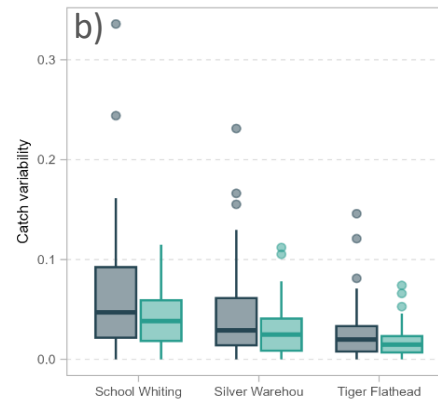 b)
0.3
0.2
0.1
0.0
Catch variability
School Whiting Silver Warehou Tiger Flathead